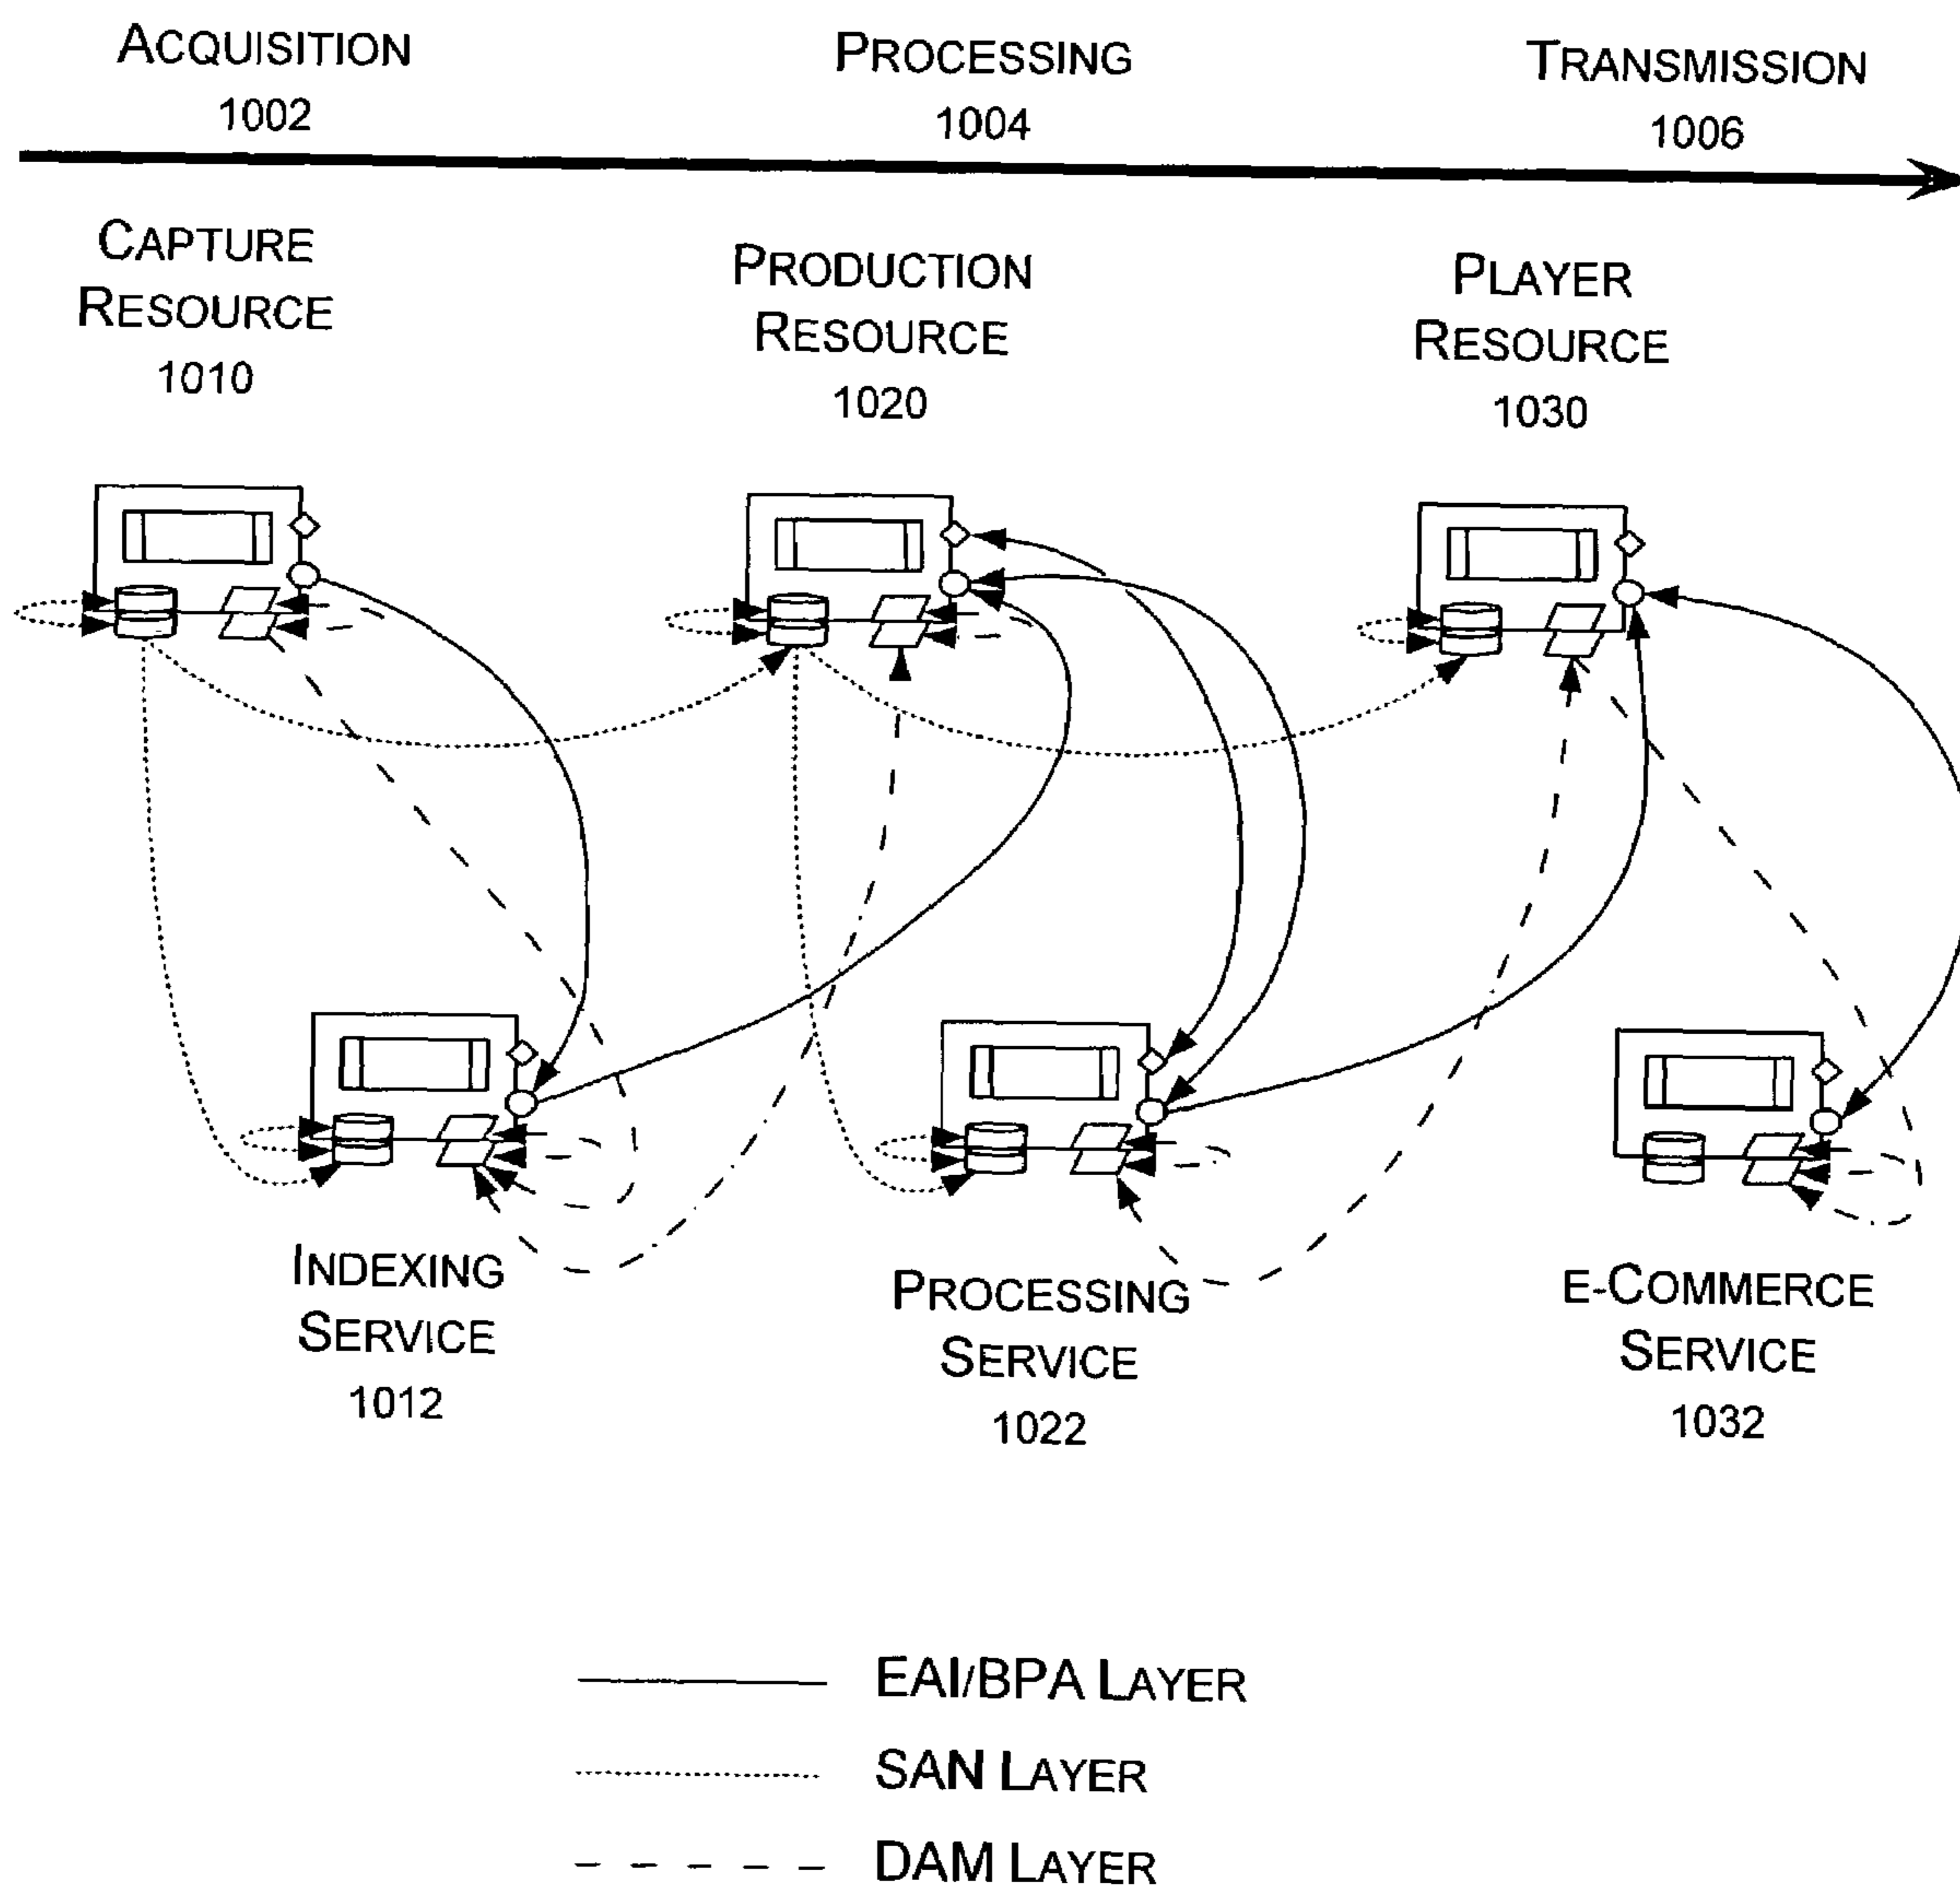 ACQUISITION
1002
PROCESSING
1004
TRANSMISSION
1006
CAPTURE
RESOURCE
1010
PRODUCTION
RESOURCE
1020
PLAYER
RESOURCE
1030
INDEXING
SERVICE
1012
PROCESSING
SERVICE
1022
E-COMMERCE
SERVICE
1032
EAI/BPA LAYER
SAN LAYER
DAM LAYER